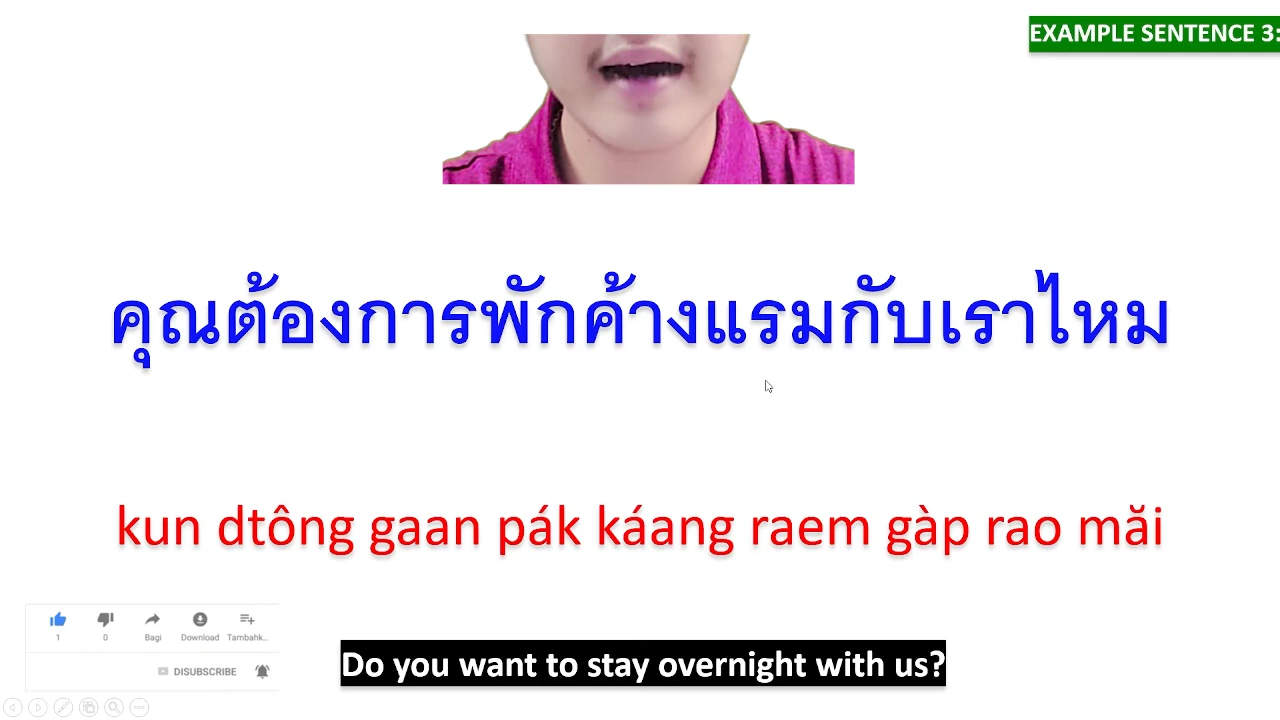 EXAMPLE SENTENCE 3:
คุณต้องการพักค้างแรมกับเราไหม
kun dtông gaan pák káang raem gàp rao măi
1 0 Bagi Download Tambahk...
DISUBSCRIBE
Do you want to stay overnight with us?